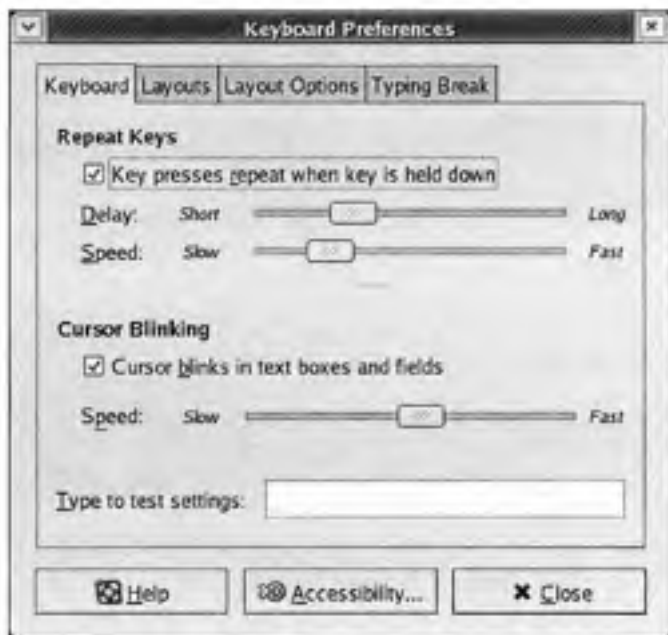 Keyboard Preferences
Keyboard Layouts Layout Options Typing Break
Repeat Keys
Key presses repeat when key is held down
Delay: Short Long
Speed: Slow Fast
Cursor Blinking
Cursor blinks in text boxes and fields
Speed: Slow Fast
Type to test settings:
Help Accessibility... Close